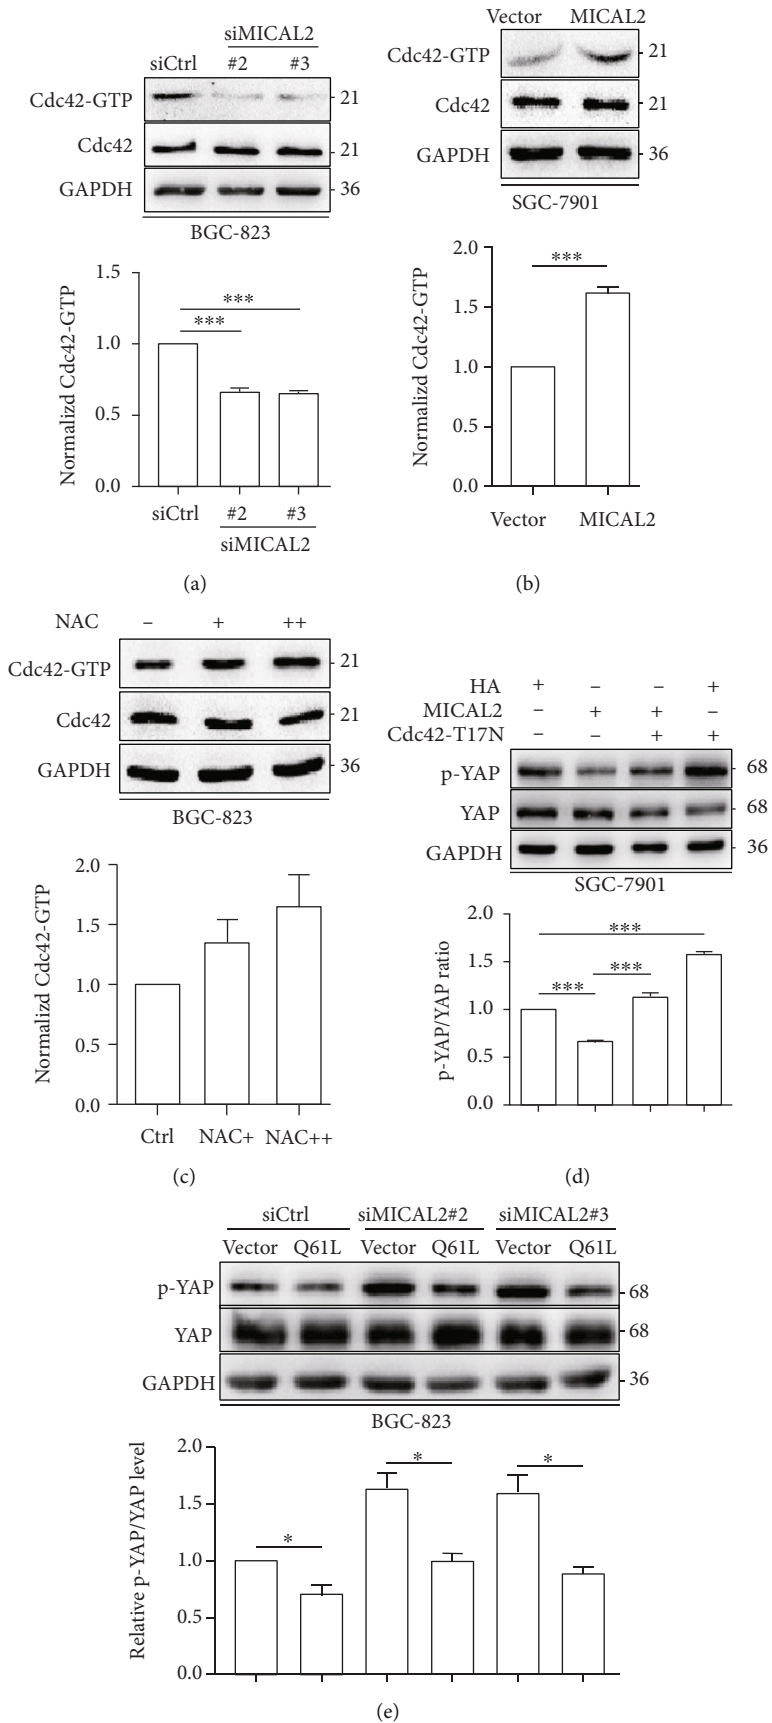 siMICAL2
siCtrl #2 #3
Cdc42-GTP 21
Cdc42 21
GAPDH 36
BGC-823
Normalizd Cdc42-GTP
1.5
1.0
0.5
0.0
***
***
siCtrl #2 #3
siMICAL2
(a)
Vector MICAL2
Cdc42-GTP 21
Cdc42 21
GAPDH 36
SGC-7901
Normalizd Cdc42-GTP
2.0
1.5
1.0
0.5
0.0
***
Vector MICAL2
(b)
NAC – + ++
Cdc42-GTP 21
Cdc42 21
GAPDH 36
BGC-823
Normalizd Cdc42-GTP
2.0
1.5
1.0
0.5
0.0
Ctrl NAC+ NAC++
(c)
HA + – – +
MICAL2 – + + –
Cdc42-T17N – – + +
p-YAP 68
YAP 68
GAPDH 36
SGC-7901
p-YAP/YAP ratio
2.0
1.5
1.0
0.5
0.0
***
***
***
(d)
siCtrl siMICAL2#2 siMICAL2#3
Vector Q61L Vector Q61L Vector Q61L
p-YAP 68
YAP 68
GAPDH 36
BGC-823
Relative p-YAP/YAP level
2.0
1.5
1.0
0.5
0.0
* * *
(e)